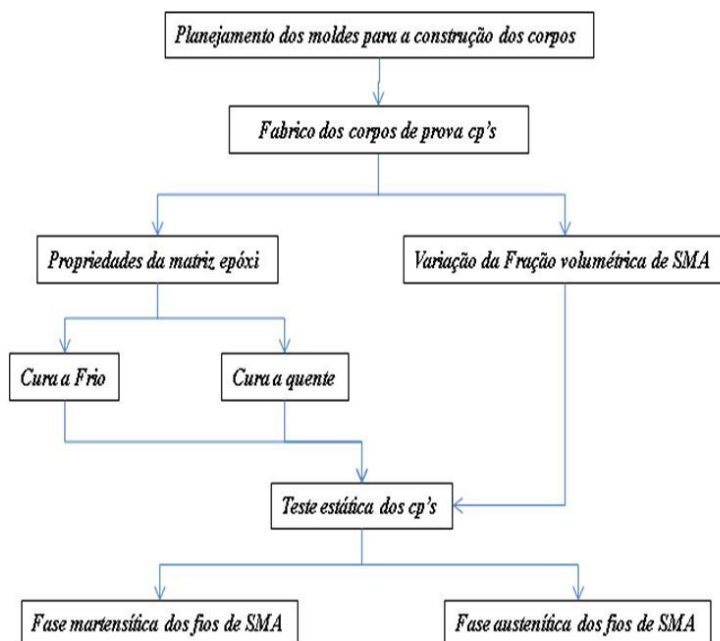 Planejamento dos moldes para a construção dos corpos
Fabrico dos corpos de prova cp's
Propriedades da matriz epóxi
Variação da Fração volumétrica de SMA
Cura a Frio
Cura a quente
Teste estática dos cp's
Fase martensítica dos fios de SMA
Fase austenítica dos fios de SMA